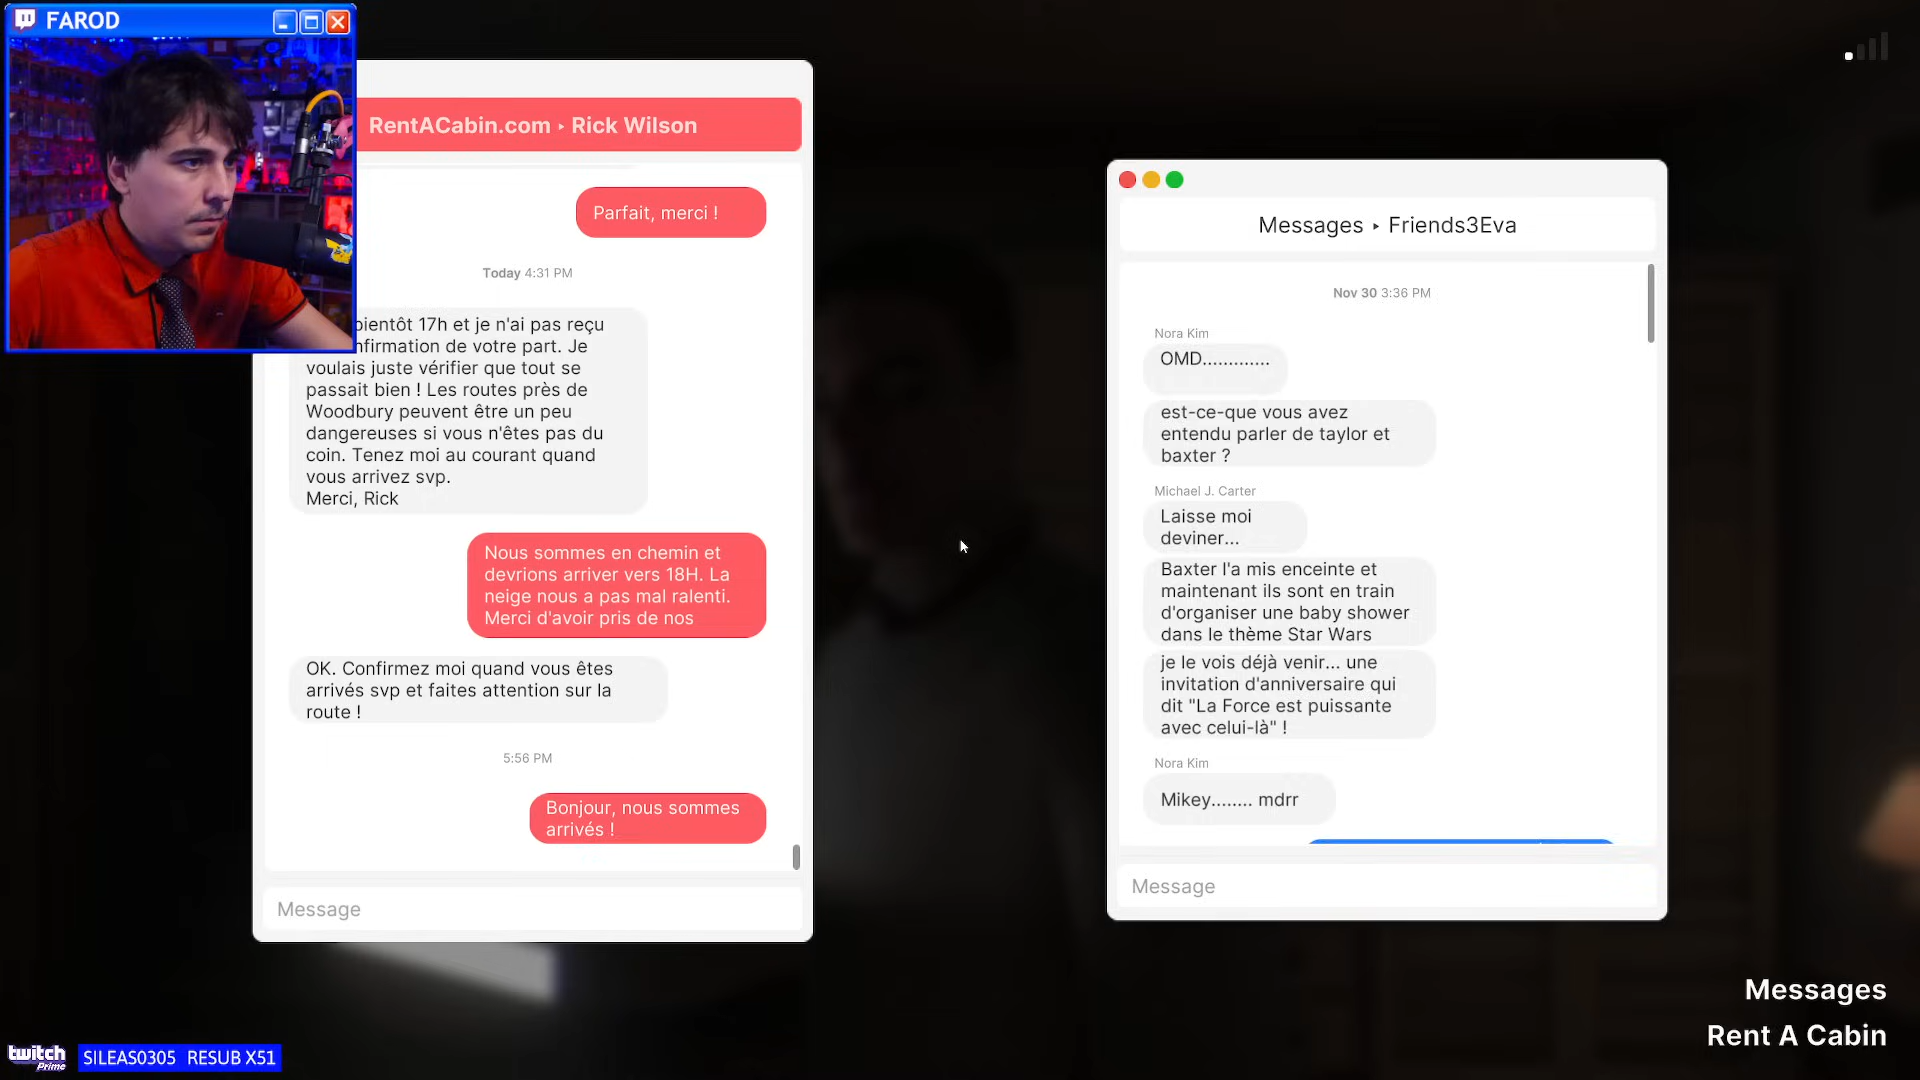 FAROD
RentACabin.com ‣ Rick Wilson
Parfait, merci !
Today 4:31 PM
bientôt 17h et je n'ai pas reçu
nfirmation de votre part. Je
voulais juste vérifier que tout se
passait bien ! Les routes près de
Woodbury peuvent être un peu
dangereuses si vous n'êtes pas du
coin. Tenez moi au courant quand
vous arrivez svp.
Merci, Rick
Nous sommes en chemin et
devrions arriver vers 18H. La
neige nous a pas mal ralenti.
Merci d'avoir pris de nos
OK. Confirmez moi quand vous êtes
arrivés svp et faites attention sur la
route !
5:56 PM
Bonjour, nous sommes
arrivés !
Message
Messages ‣ Friends3Eva
Nov 30 3:36 PM
Nora Kim
OMD.............
est-ce-que vous avez
entendu parler de taylor et
baxter ?
Michael J. Carter
Laisse moi
deviner...
Baxter l'a mis enceinte et
maintenant ils sont en train
d'organiser une baby shower
dans le thème Star Wars
je le vois déjà venir... une
invitation d'anniversaire qui
dit "La Force est puissante
avec celui-là" !
Nora Kim
Mikey........ mdrr
Message
Messages
Rent A Cabin
twitch
Prime
SILEAS0305 RESUB X51